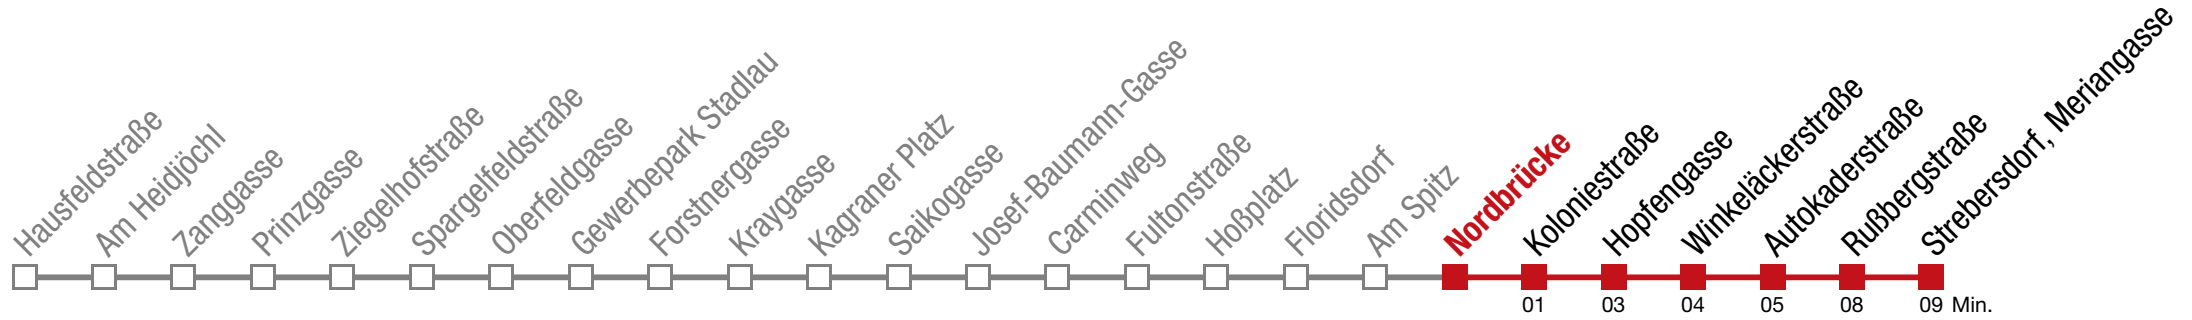 Hausfeldstraße
Am Heidjöchl
Zanggasse
Prinzgasse
Ziegelhofstraße
Spargelfeldstraße
Oberfeldgasse
Gewerbepark Stadlau
Forstnergasse
Kraygasse
Kagraner Platz
Saikogasse
Josef-Baumann-Gasse
Carminweg
Fultonstraße
Hoßplatz
Floridsdorf
Am Spitz
Nordbrücke
Koloniestraße
Hopfengasse
Winkeläckerstraße
Autokaderstraße
Rußbergstraße
Strebersdorf, Meriangasse
01 03 04 05 08 09 Min.